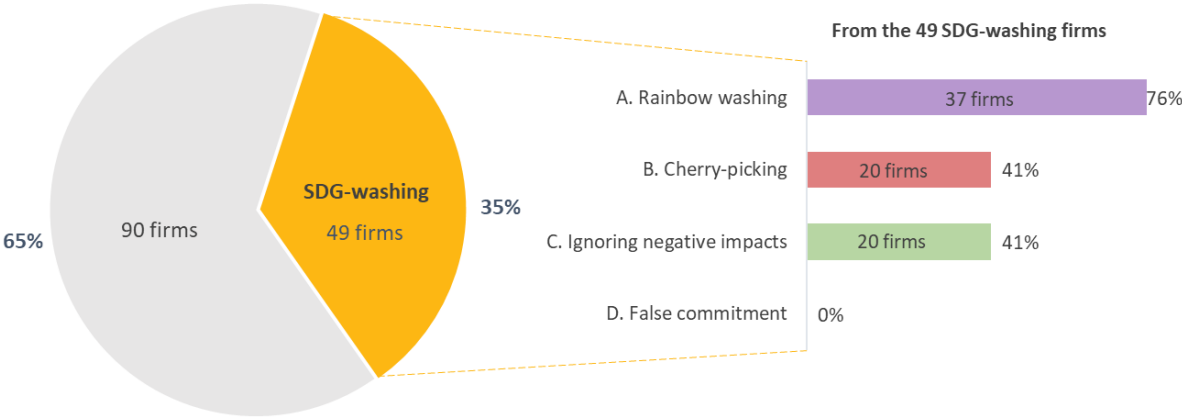 From the 49 SDG-washing firms
A. Rainbow washing 37 firms 76%
B. Cherry-picking 20 firms 41%
SDG-washing
49 firms
35%
90 firms
65%
C. Ignoring negative impacts 20 firms 41%
D. False commitment 0%